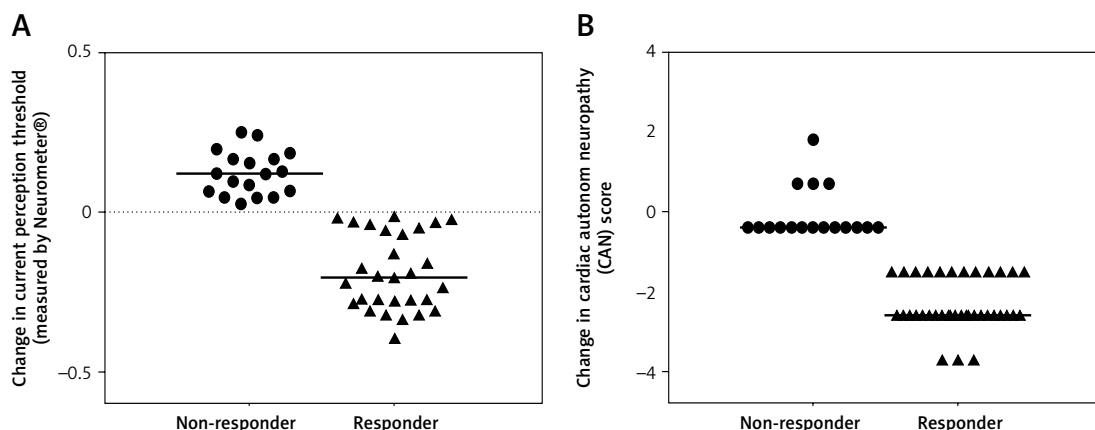 A
Change in current perception threshold
(measured by Neurometer®)
0.5
0
–0.5
Non-responder
Responder
B
Change in cardiac autonom neuropathy
(CAN) score
4
2
0
–2
–4
Non-responder
Responder